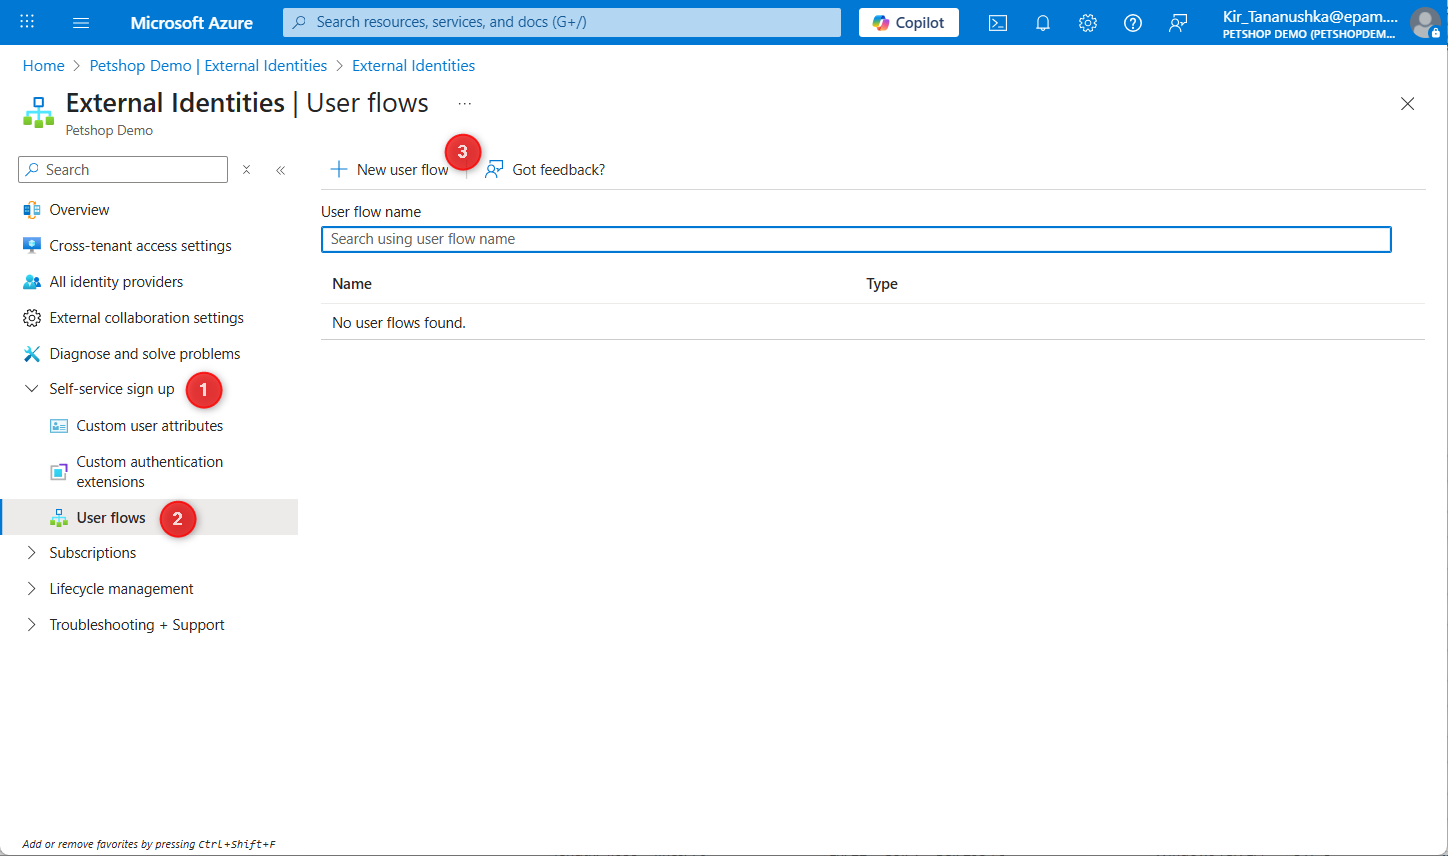 Microsoft Azure
Search resources, services, and docs (G+/)
Copilot
Kir_Tananushka@epam....
PETSHOP DEMO (PETSHOPDEM...
Home > Petshop Demo | External Identities > External Identities
External Identities | User flows ...
Petshop Demo
Search
3
New user flow
Got feedback?
Overview
Cross-tenant access settings
All identity providers
External collaboration settings
Diagnose and solve problems
Self-service sign up 1
Custom user attributes
Custom authentication
extensions
User flows 2
Subscriptions
Lifecycle management
Troubleshooting + Support
User flow name
Search using user flow name
Name Type
No user flows found.
Add or remove favorites by pressing Ctrl+Shift+F